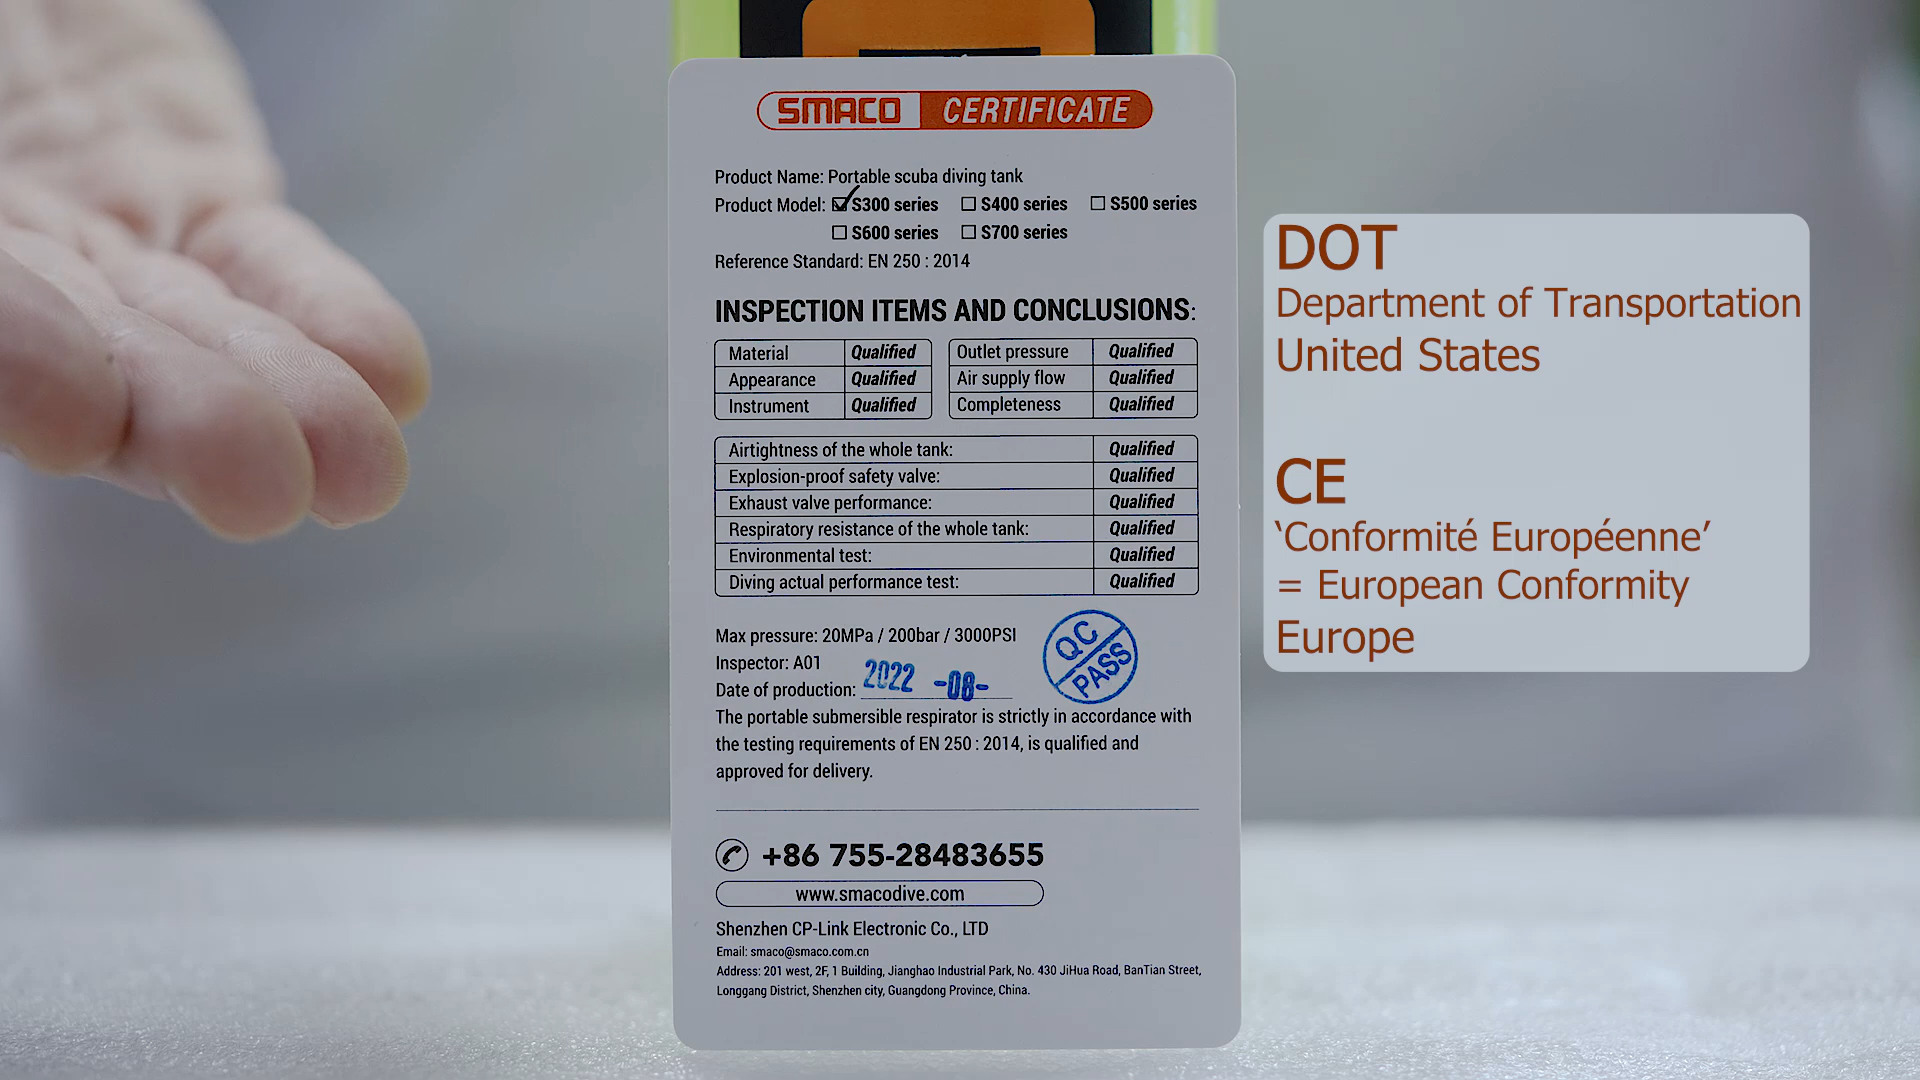 SMACO CERTIFICATE
Product Name: Portable scuba diving tank
Product Model: S300 series S400 series S500 series
S600 series S700 series
Reference Standard: EN 250 : 2014
INSPECTION ITEMS AND CONCLUSIONS:
Material Qualified Outlet pressure Qualified
Appearance Qualified Air supply flow Qualified
Instrument Qualified Completeness Qualified
Airtightness of the whole tank: Qualified
Explosion-proof safety valve: Qualified
Exhaust valve performance: Qualified
Respiratory resistance of the whole tank: Qualified
Environmental test: Qualified
Diving actual performance test: Qualified
Max pressure: 20MPa / 200bar / 3000PSI
Inspector: A01
Date of production: 2022 -08-
QC
PASS
The portable submersible respirator is strictly in accordance with
the testing requirements of EN 250 : 2014, is qualified and
approved for delivery.
+86 755-28483655
www.smacodive.com
Shenzhen CP-Link Electronic Co., LTD
Email: smaco@smaco.com.cn
Address: 201 west, 2F, 1 Building, Jianghao Industrial Park, No. 430 JiHua Road, BanTian Street,
Longgang District, Shenzhen city, Guangdong Province, China.
DOT
Department of Transportation
United States
CE
‘Conformité Européenne’
= European Conformity
Europe